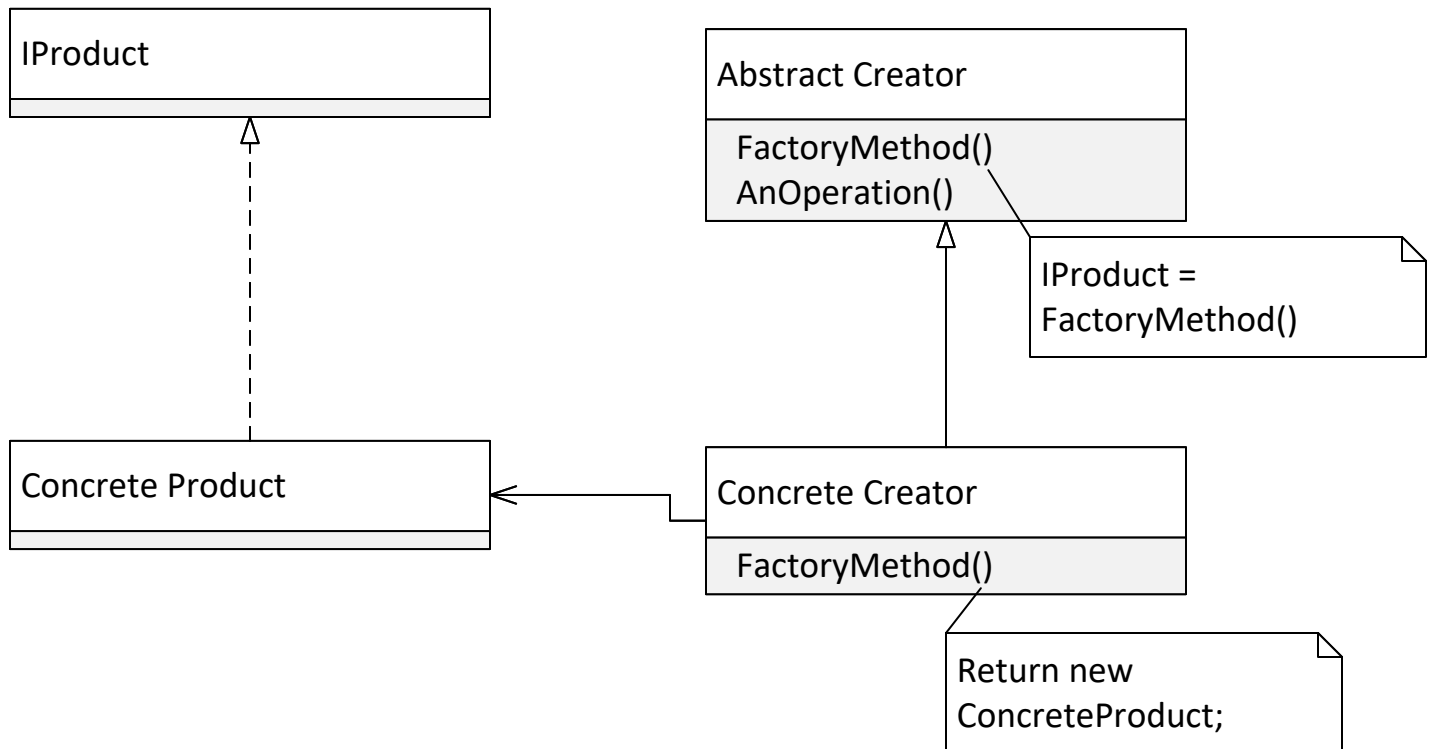 IProduct
Abstract Creator
FactoryMethod()
AnOperation()
IProduct =
FactoryMethod()
Concrete Product
Concrete Creator
FactoryMethod()
Return new
ConcreteProduct;